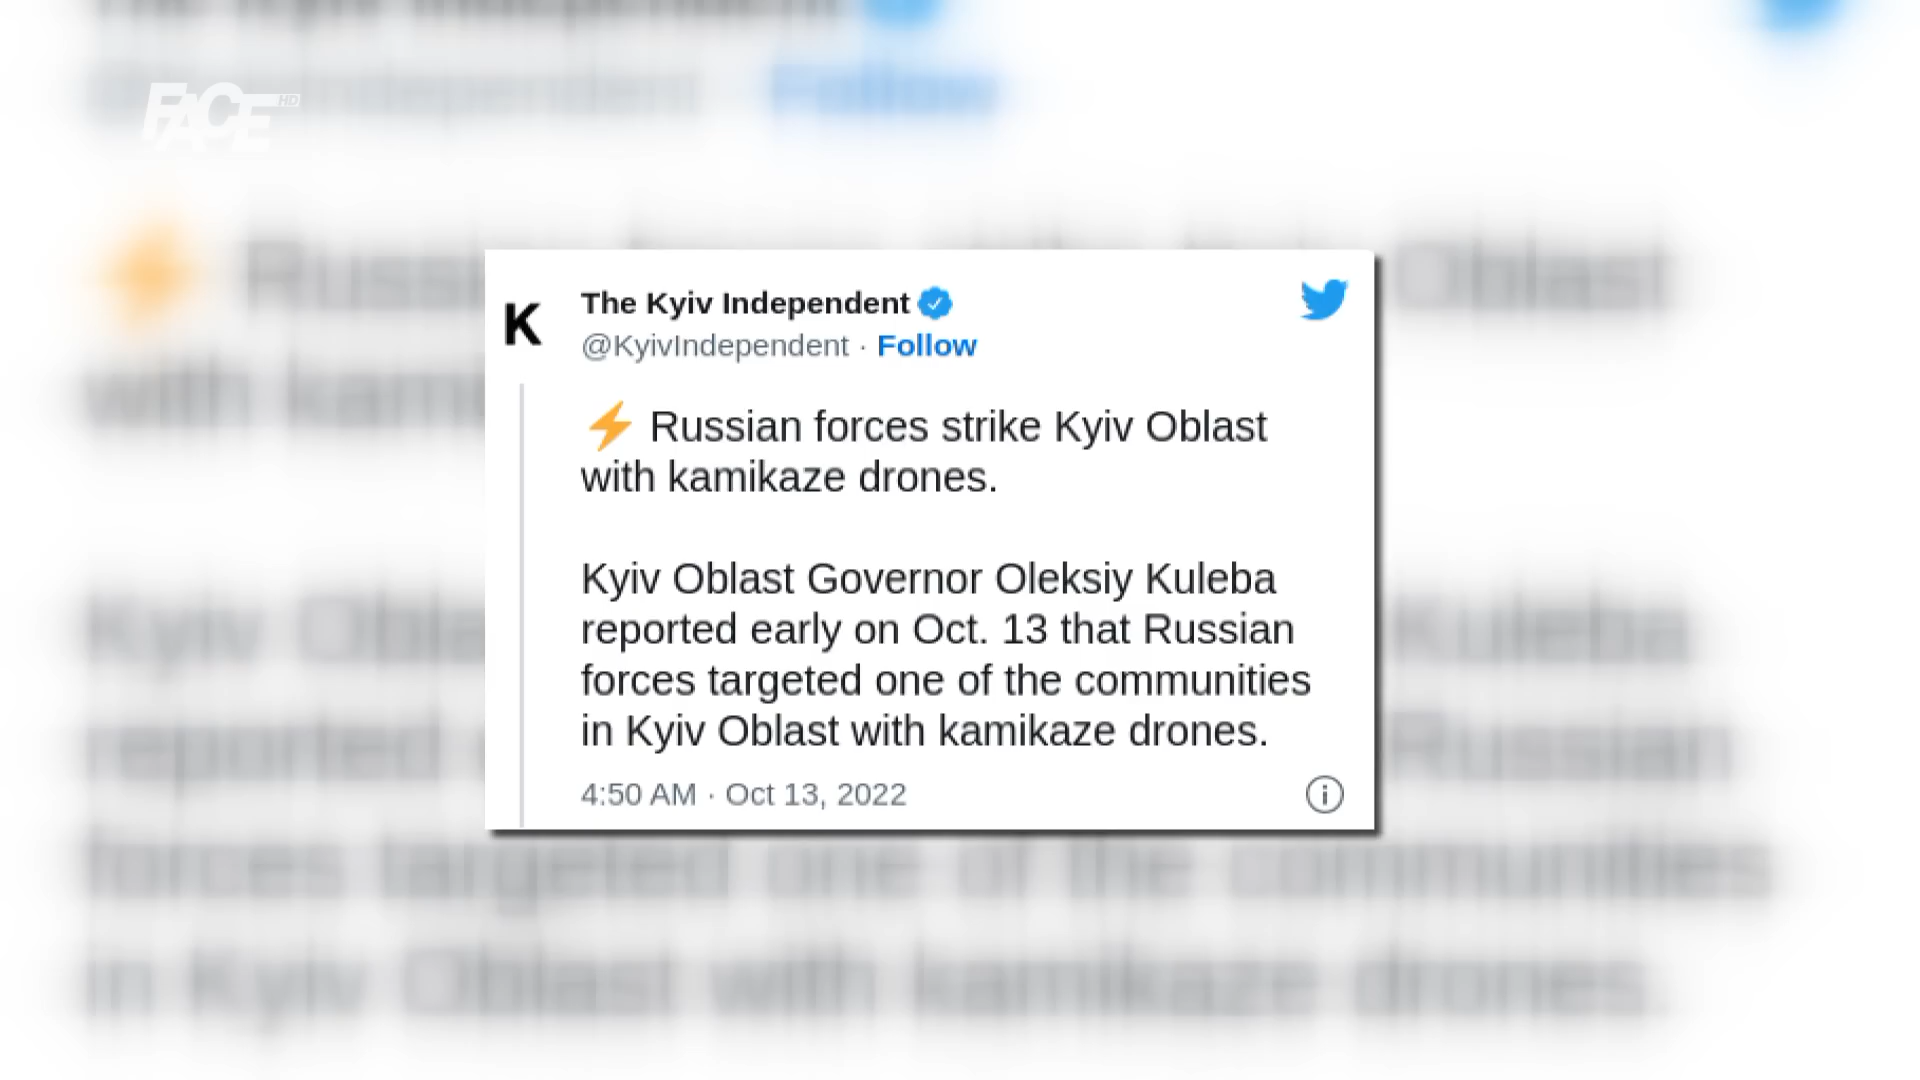 FACE HD
K
The Kyiv Independent
@KyivIndependent · Follow
⚡ Russian forces strike Kyiv Oblast
with kamikaze drones.
Kyiv Oblast Governor Oleksiy Kuleba
reported early on Oct. 13 that Russian
forces targeted one of the communities
in Kyiv Oblast with kamikaze drones.
4:50 AM · Oct 13, 2022